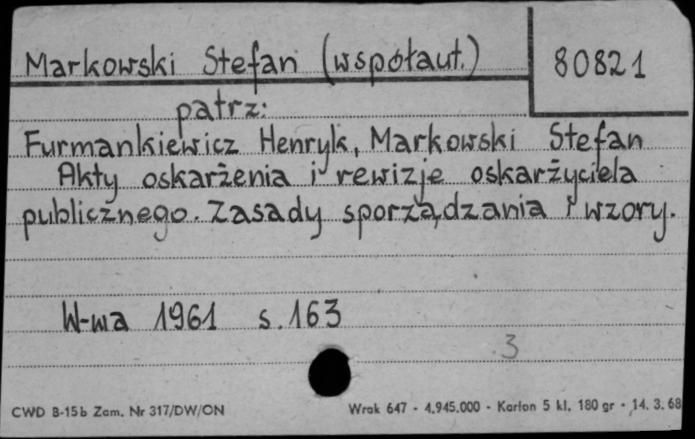 Markowski Stefan (współaut.) 80821
patrz:
Furmankiewicz Henryk, Markowski Stefan
Akty oskarżenia i rewizje oskarżyciela
publicznego. Zasady sporządzania i wzory.
W-wa 1961 s. 163
3
CWD B-15b Zam. Nr 317/DW/ON Wrak 647 - 4.945.000 - Karton 5 kl. 180 gr - 14. 3. 68